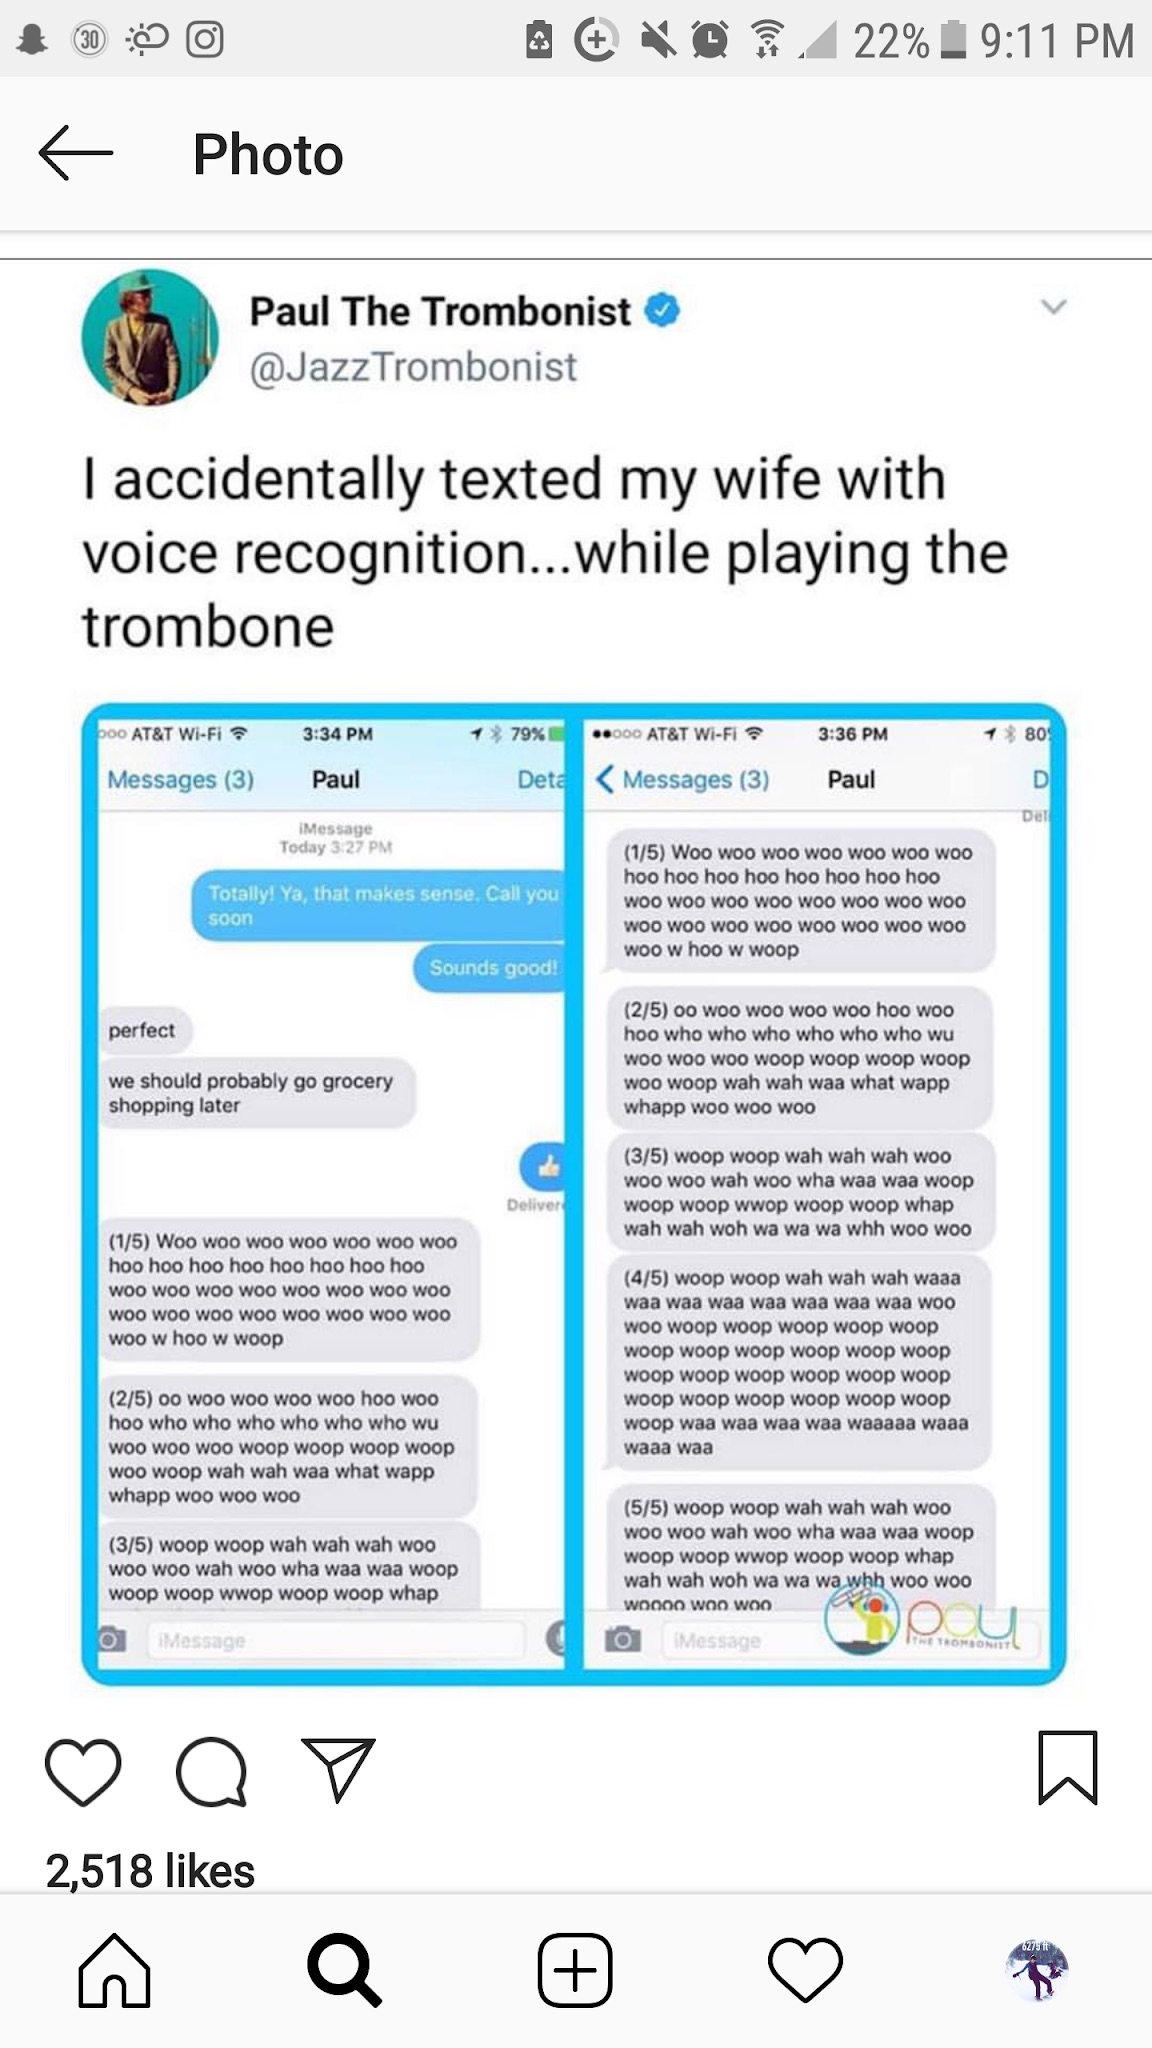 30
22%
9:11 PM
Photo
Paul The Trombonist
@JazzTrombonist
I accidentally texted my wife with
voice recognition...while playing the
trombone
AT&T Wi-Fi
3:34 PM
79%
Messages (3)
Paul
Deta
iMessage
Today 3:27 PM
Totally! Ya, that makes sense. Call you
soon
Sounds good!
perfect
we should probably go grocery
shopping later
Deliver
(1/5) Woo woo woo woo woo woo woo
hoo hoo hoo hoo hoo hoo hoo hoo
woo woo woo woo woo woo woo woo
woo woo woo woo woo woo woo woo
woo w hoo w woop
(2/5) oo woo woo woo woo hoo woo
hoo who who who who who who wu
woo woo woo woop woop woop woop
woo woop wah wah waa what wapp
whapp woo woo woo
(3/5) woop woop wah wah wah woo
woo woo wah woo wha waa waa woop
woop woop wwop woop woop whap
iMessage
AT&T Wi-Fi
3:36 PM
80
Messages (3)
Paul
D
Deli
(1/5) Woo woo woo woo woo woo woo
hoo hoo hoo hoo hoo hoo hoo hoo
woo woo woo woo woo woo woo woo
woo woo woo woo woo woo woo woo
woo w hoo w woop
(2/5) oo woo woo woo woo hoo woo
hoo who who who who who who wu
woo woo woo woop woop woop woop
woo woop wah wah waa what wapp
whapp woo woo woo
(3/5) woop woop wah wah wah woo
woo woo wah woo wha waa waa woop
woop woop wwop woop woop whap
wah wah woh wa wa wa whh woo woo
(4/5) woop woop wah wah wah waaa
waa waa waa waa waa waa waa woo
woo woop woop woop woop woop
woop woop woop woop woop woop
woop woop woop woop woop woop
woop woop woop woop woop woop
woop waa waa waa waa waaaaa waaa
waaa waa
(5/5) woop woop wah wah wah woo
woo woo wah woo wha waa waa woop
woop woop wwop woop woop whap
wah wah woh wa wa wa whh woo woo
woooo woo woo
iMessage
paul
THE TROMBONIST
2,518 likes
6279 ft